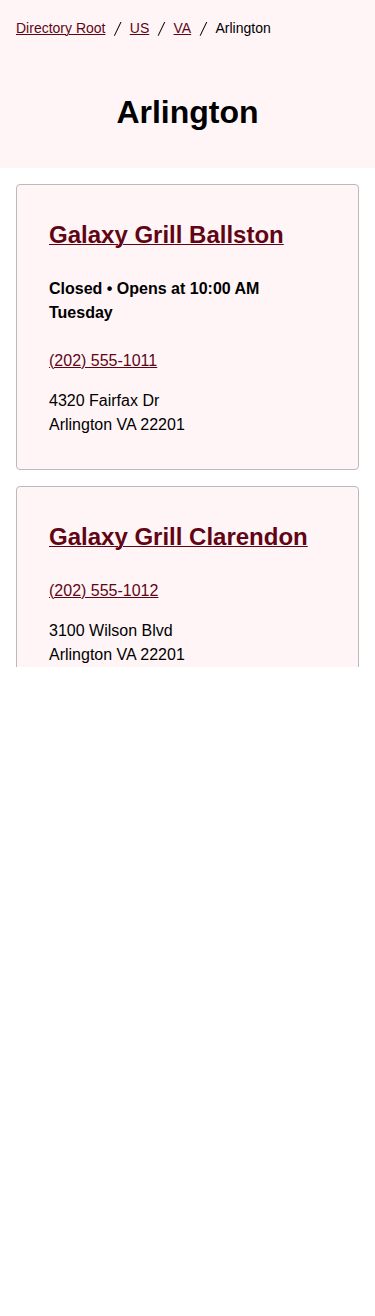 Directory Root / US / VA / Arlington
Arlington
Galaxy Grill Ballston
Closed • Opens at 10:00 AM
Tuesday
(202) 555-1011
4320 Fairfax Dr
Arlington VA 22201
Galaxy Grill Clarendon
(202) 555-1012
3100 Wilson Blvd
Arlington VA 22201